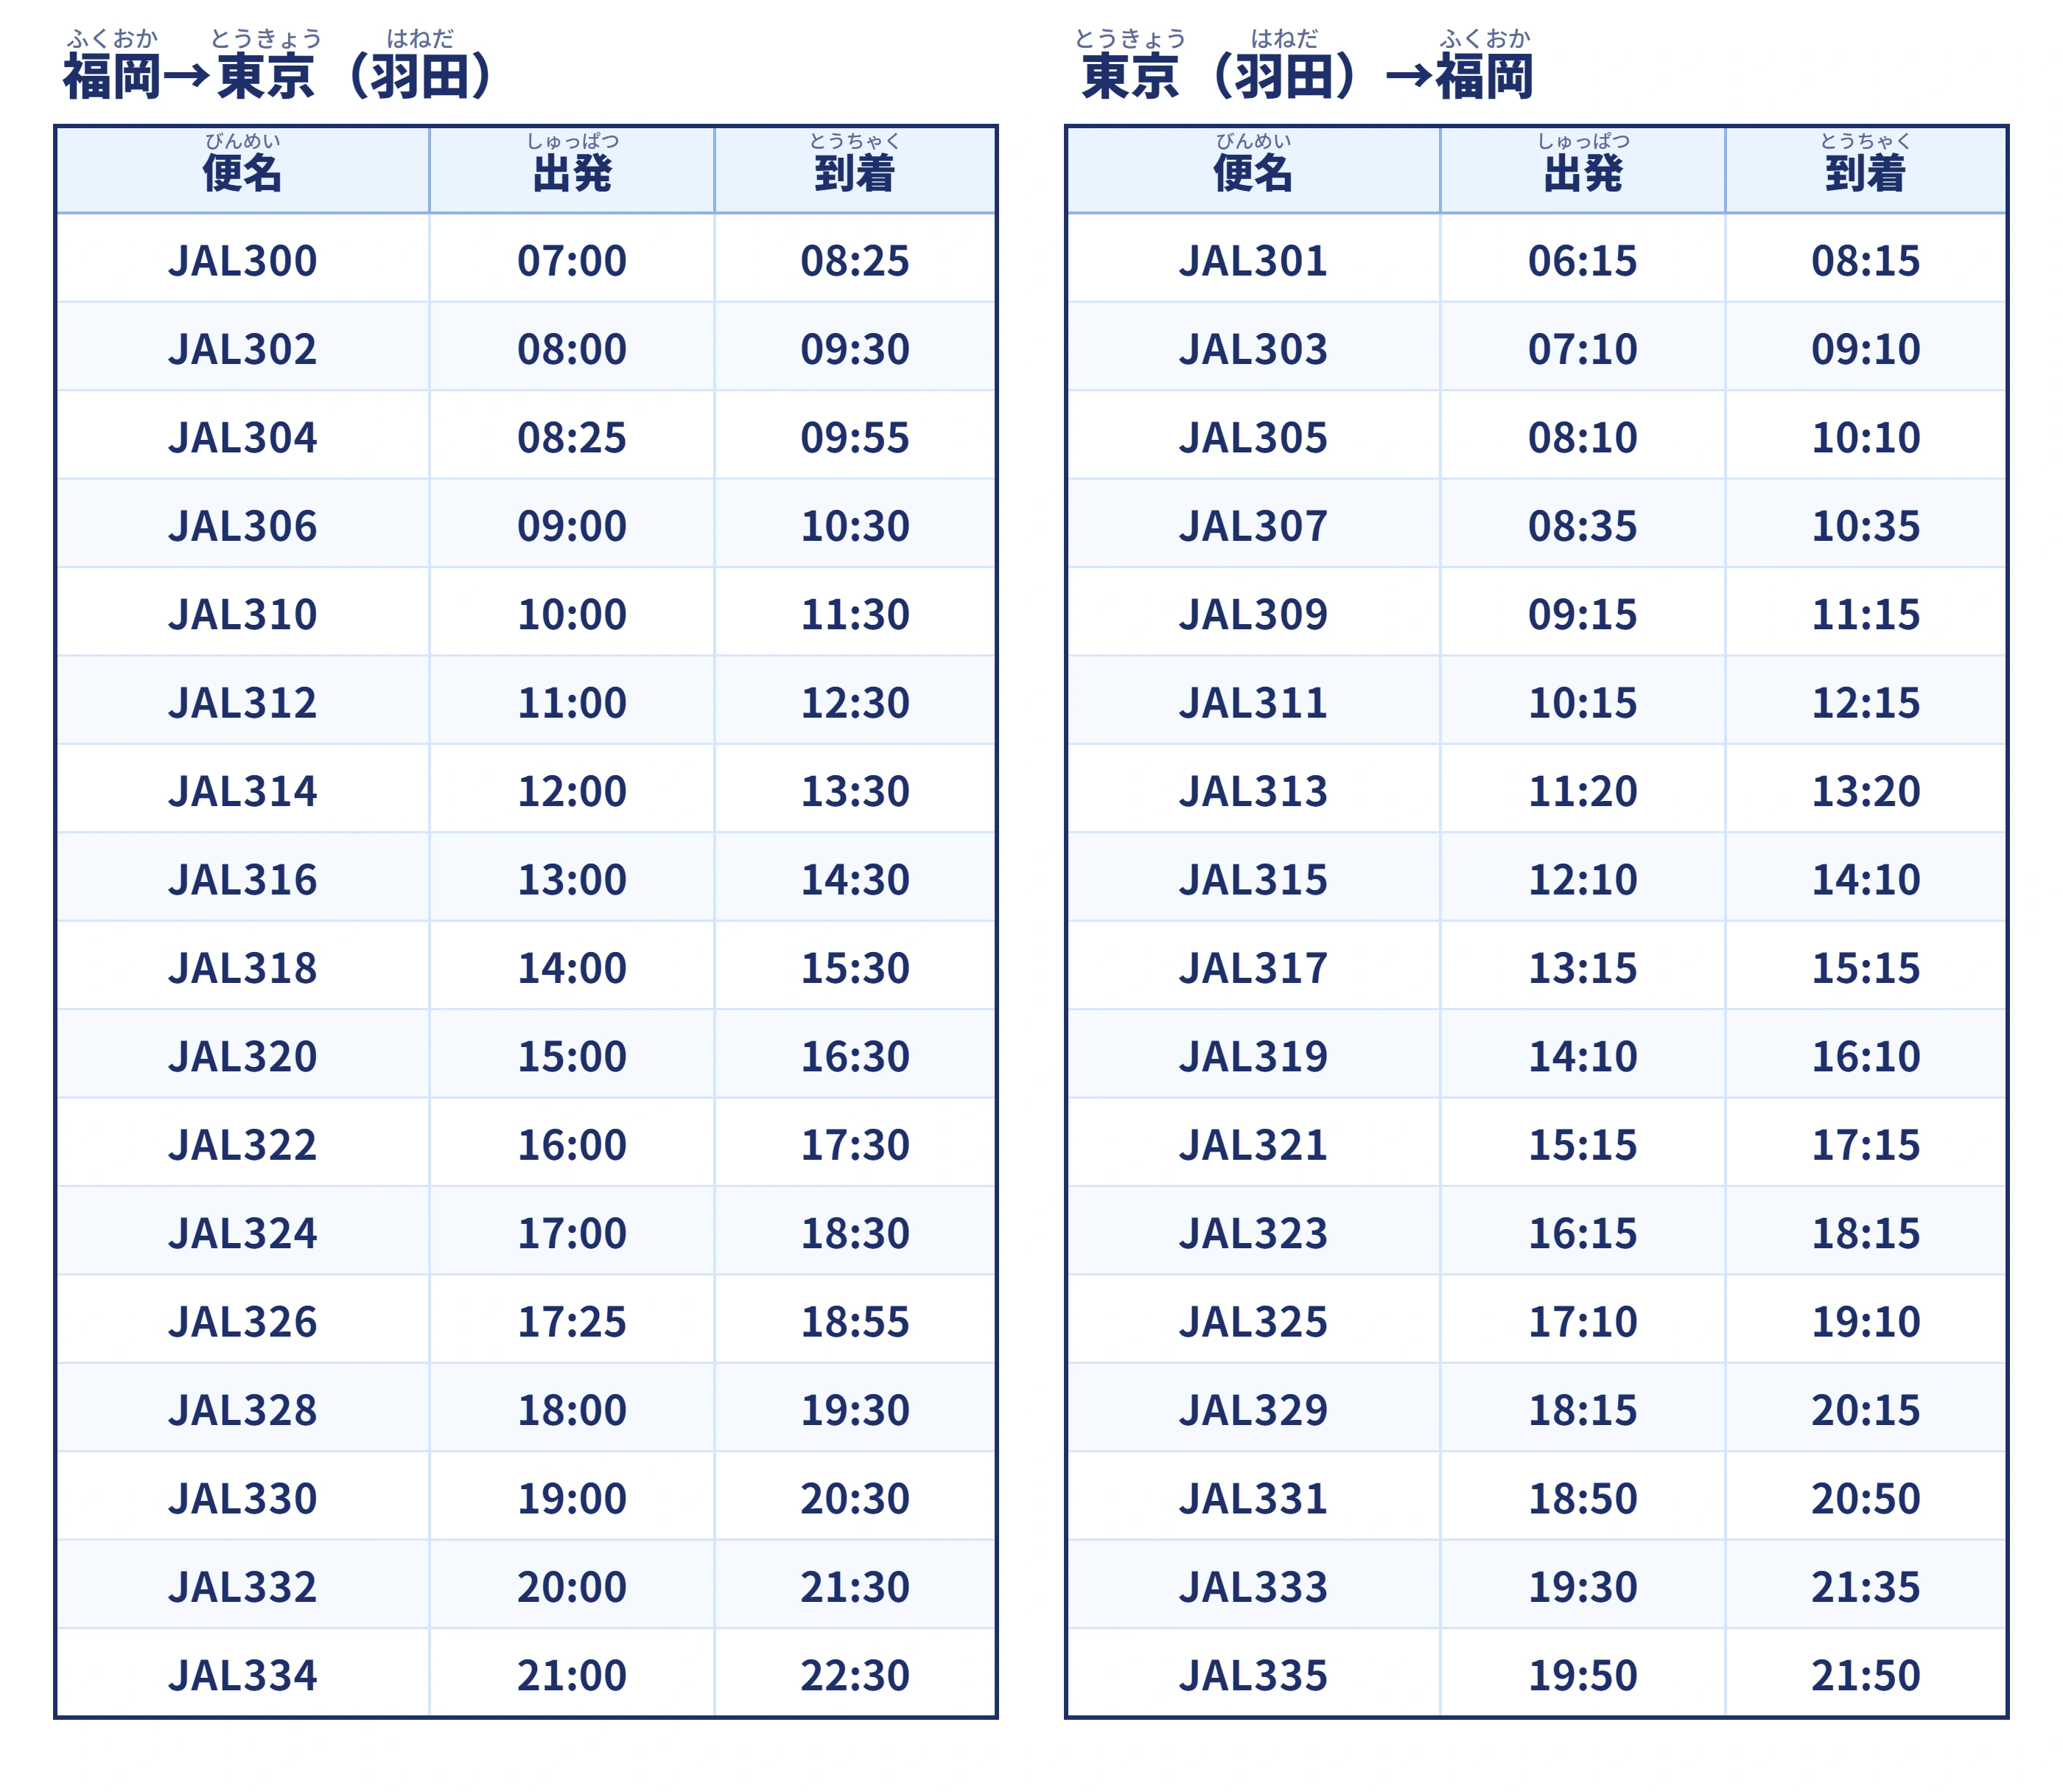 ふくおか とうきょう はねだ
福岡→東京（羽田）
びんめい しゅっぱつ とうちゃく
便名 出発 到着
JAL300 07:00 08:25
JAL302 08:00 09:30
JAL304 08:25 09:55
JAL306 09:00 10:30
JAL310 10:00 11:30
JAL312 11:00 12:30
JAL314 12:00 13:30
JAL316 13:00 14:30
JAL318 14:00 15:30
JAL320 15:00 16:30
JAL322 16:00 17:30
JAL324 17:00 18:30
JAL326 17:25 18:55
JAL328 18:00 19:30
JAL330 19:00 20:30
JAL332 20:00 21:30
JAL334 21:00 22:30
とうきょう はねだ ふくおか
東京（羽田）→福岡
びんめい しゅっぱつ とうちゃく
便名 出発 到着
JAL301 06:15 08:15
JAL303 07:10 09:10
JAL305 08:10 10:10
JAL307 08:35 10:35
JAL309 09:15 11:15
JAL311 10:15 12:15
JAL313 11:20 13:20
JAL315 12:10 14:10
JAL317 13:15 15:15
JAL319 14:10 16:10
JAL321 15:15 17:15
JAL323 16:15 18:15
JAL325 17:10 19:10
JAL329 18:15 20:15
JAL331 18:50 20:50
JAL333 19:30 21:35
JAL335 19:50 21:50